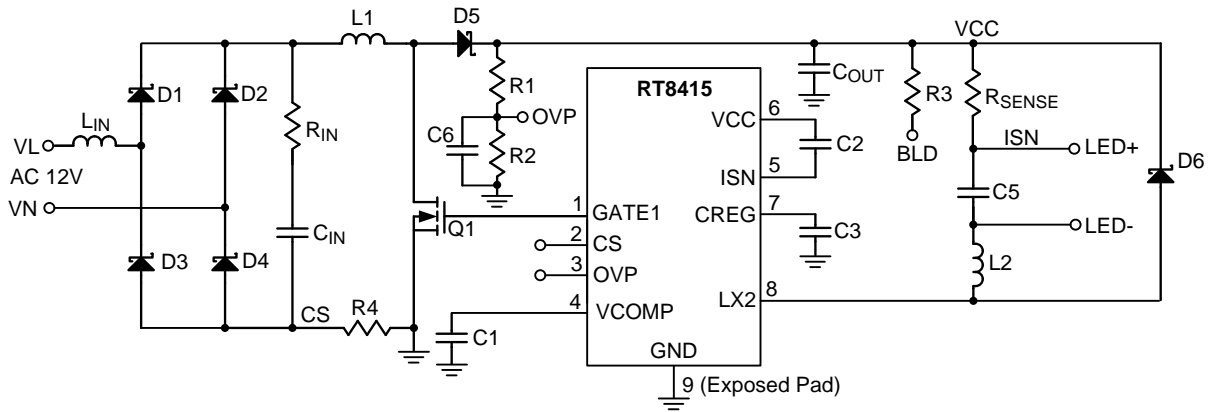 L1
D5
VCC
D1
D2
R1
RT8415
COUT
R3
RSENSE
LIN
RIN
C6
OVP
6
VCC
VL
R2
C2
ISN
LED+
AC 12V
BLD
D6
5
ISN
C5
VN
1
GATE1
7
CREG
LED-
CIN
Q1
2
CS
C3
D3
D4
3
OVP
L2
CS
R4
4
VCOMP
LX2
8
C1
GND
9 (Exposed Pad)